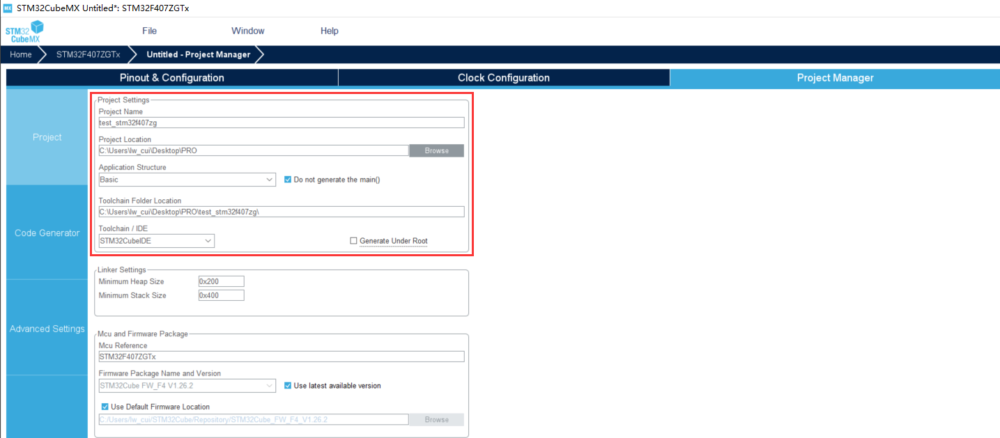 MX STM32CubeMX Untitled*: STM32F407ZGTx
STM32 CubeMX
File Window Help
Home STM32F407ZGTx Untitled - Project Manager
Pinout & Configuration Clock Configuration Project Manager
Project
Code Generator
Advanced Settings
Project Settings
Project Name
test_stm32f407zg
Project Location
C:\Users\lw_cui\Desktop\PRO Browse
Application Structure
Basic Do not generate the main()
Toolchain Folder Location
C:\Users\lw_cui\Desktop\PRO\test_stm32f407zg\
Toolchain / IDE
STM32CubeIDE Generate Under Root
Linker Settings
Minimum Heap Size 0x200
Minimum Stack Size 0x400
Mcu and Firmware Package
Mcu Reference
STM32F407ZGTx
Firmware Package Name and Version
STM32Cube FW_F4 V1.26.2 Use latest available version
Use Default Firmware Location
C:/Users/lw_cui/STM32Cube/Repository/STM32Cube_FW_F4_V1.26.2 Browse